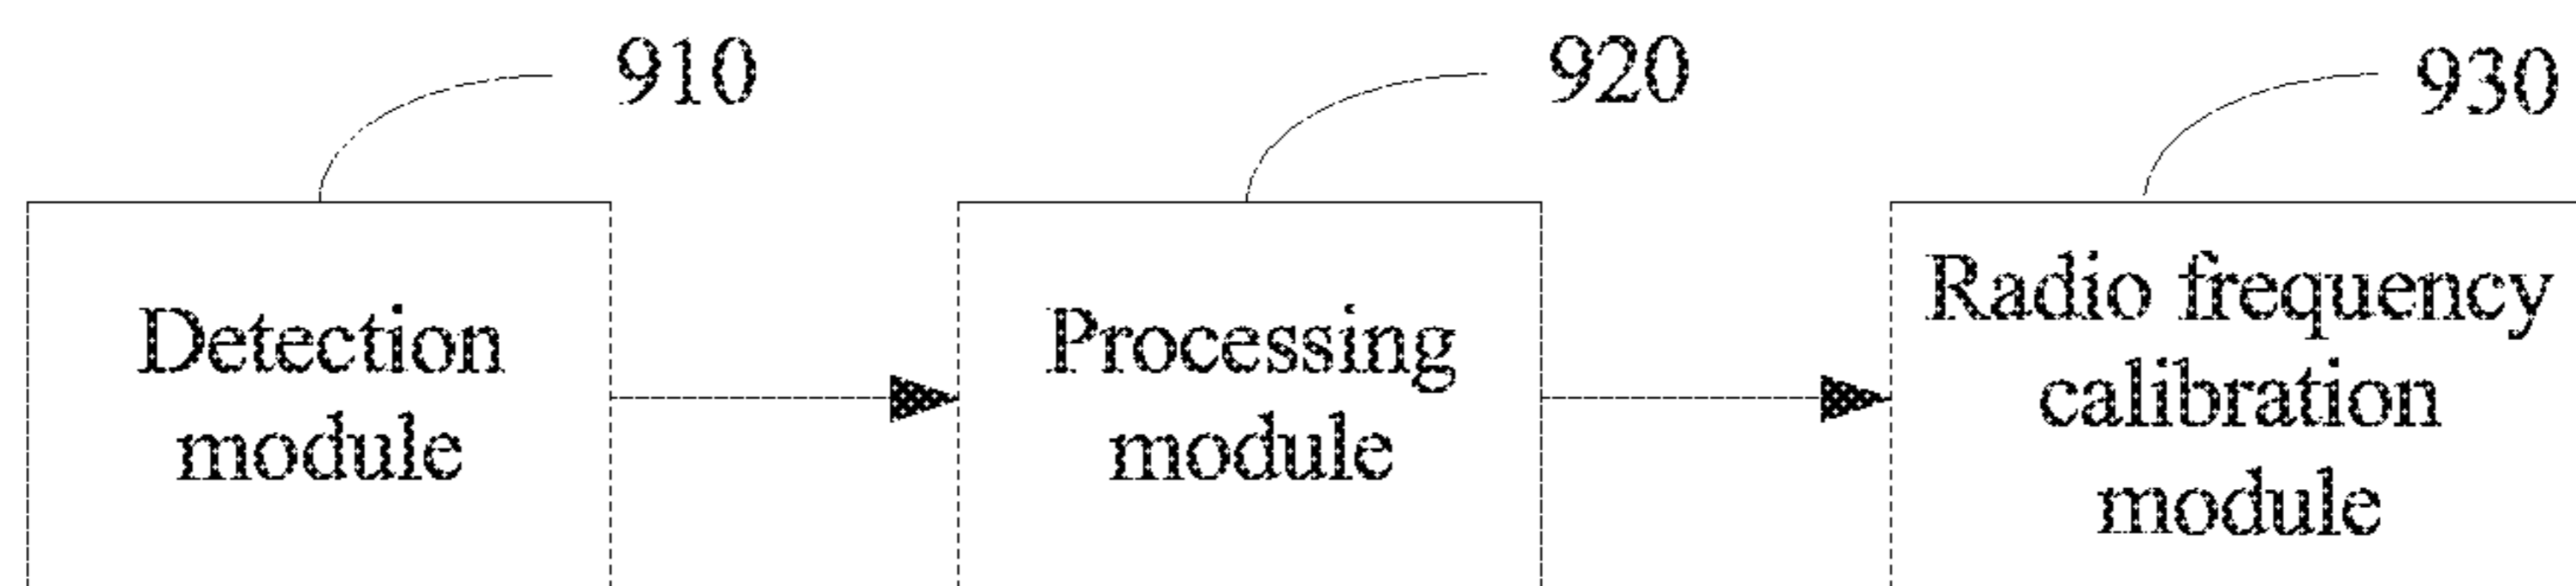 910
920
930
Detection
module
Processing
module
Radio frequency
calibration
module